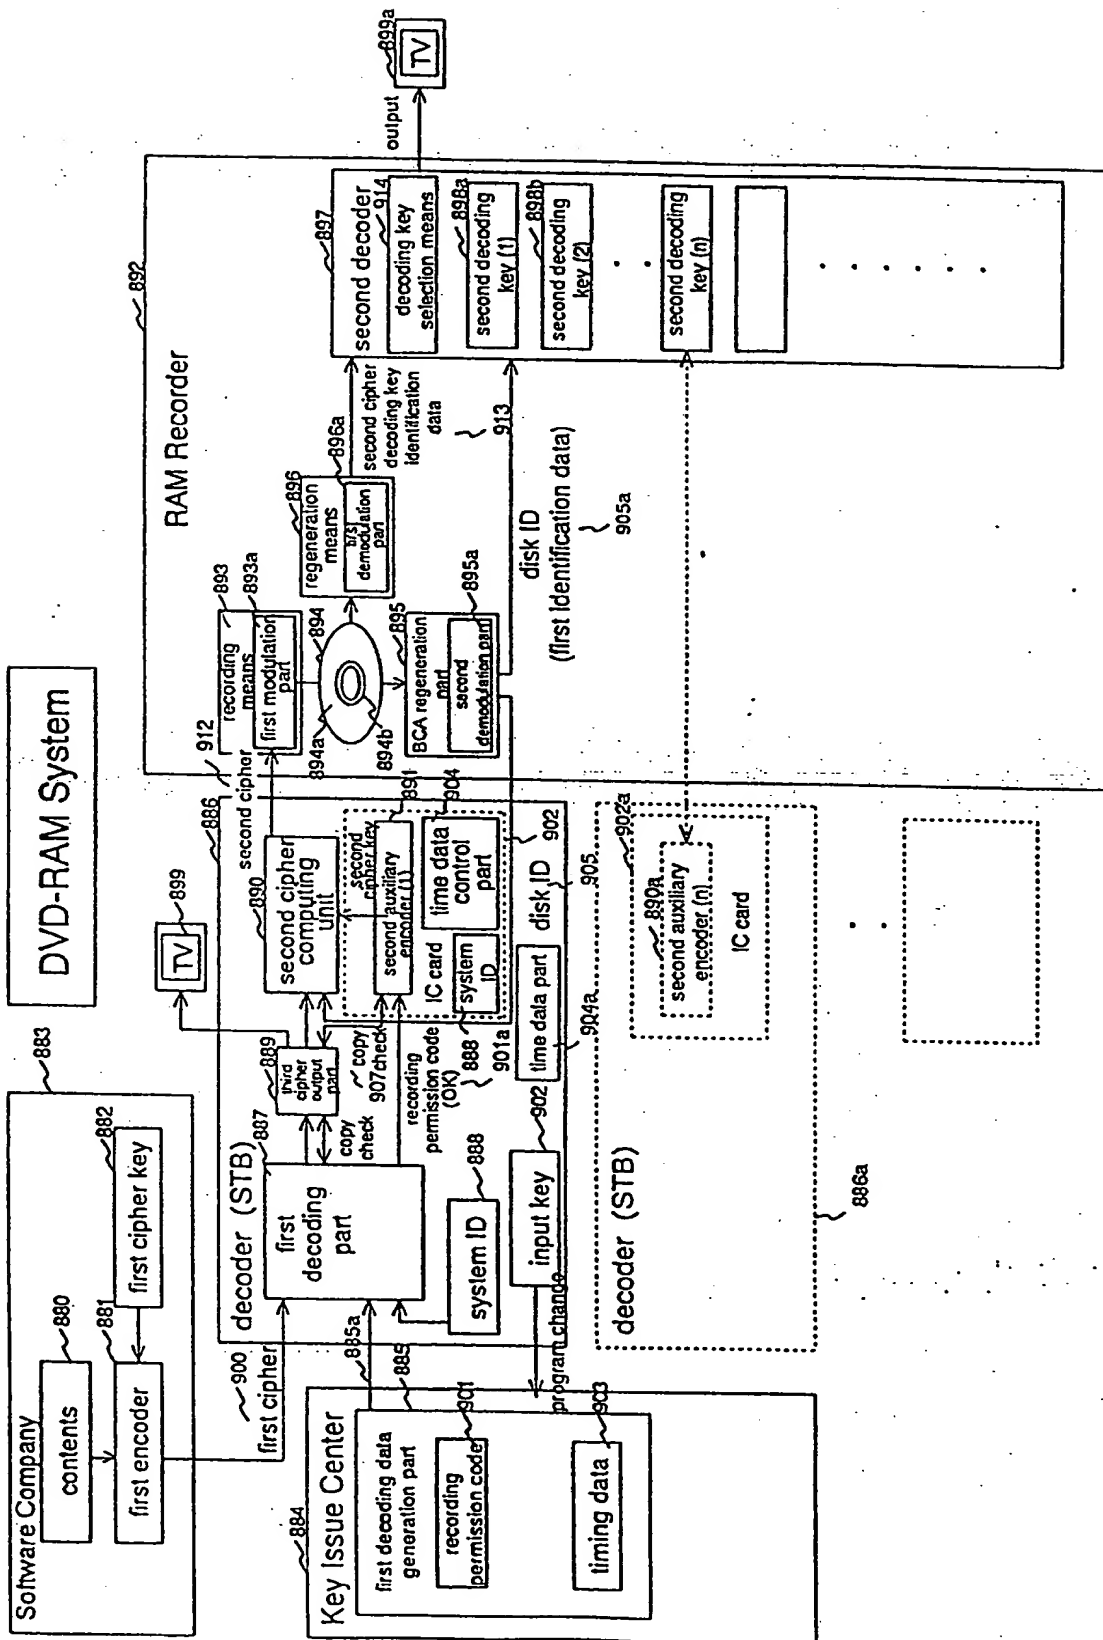 DVD-RAM System
Software Company
883
contents
880
first encoder
881
first cipher key
882
900
first cipher
Key Issue Center
884
first decoding data
generation part
885
885a
recording
permission code
901
timing data
903
program change
decoder (STB)
886
first
decoding
part
887
system ID
888
input key
902
copy
check
third
cipher
output
part
889
TV
899
second cipher
computing
unit
890
second cipher key
second auxiliary
encoder (1)
891
copy
check
907
recording
permission code
(OK)
901a
IC card
system
ID
888
time data
control
part
904
902
time data part
904a
disk ID
905
second cipher
912
decoder (STB)
886a
second auxiliary
encoder (n)
890a
IC card
902a
RAM Recorder
892
recording
means
893
first modulation
part
893a
894
894a
894b
BCA regeneration
part
895
second
demodulation part
895a
regeneration
means
896
demodulation
part
896a
second cipher
decoding key
identification
data
913
disk ID
(first identification data)
905a
second decoder
897
decoding key
selection means
914
second decoding
key (1)
898a
second decoding
key (2)
898b
second decoding
key (n)
output
TV
899a